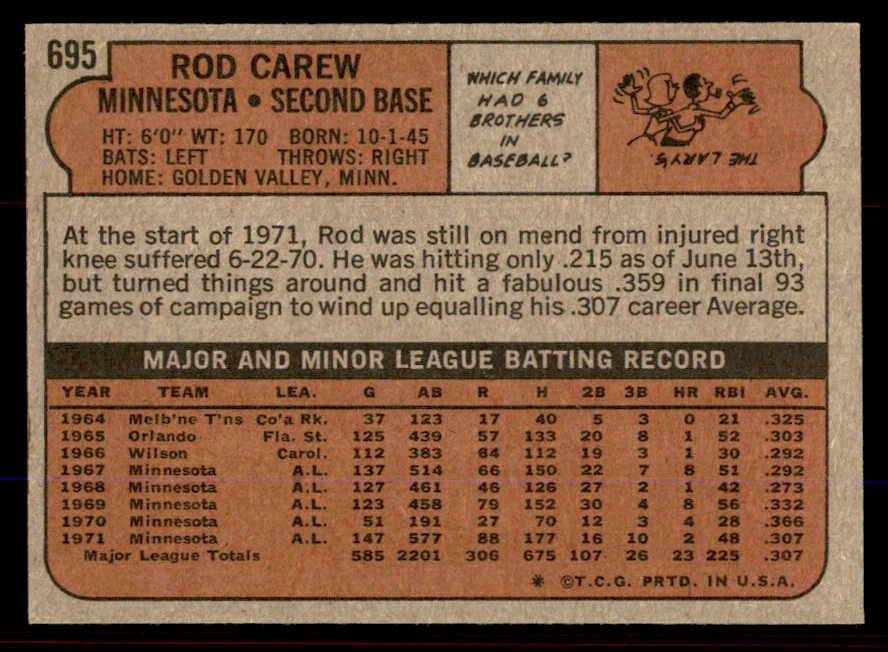 695
ROD CAREW
MINNESOTA • SECOND BASE
HT: 6'0" WT: 170 BORN: 10-1-45
BATS: LEFT THROWS: RIGHT
HOME: GOLDEN VALLEY, MINN.
WHICH FAMILY
HAD 6
BROTHERS
IN
BASEBALL?
THE LARYS.
At the start of 1971, Rod was still on mend from injured right
knee suffered 6-22-70. He was hitting only .215 as of June 13th,
but turned things around and hit a fabulous .359 in final 93
games of campaign to wind up equalling his .307 career Average.
MAJOR AND MINOR LEAGUE BATTING RECORD
YEAR TEAM LEA. G AB R H 2B 3B HR RBI AVG.
1964 Melb'ne T'ns Co'a Rk. 37 123 17 40 5 3 0 21 .325
1965 Orlando Fla. St. 125 439 57 133 20 8 1 52 .303
1966 Wilson Carol. 112 383 64 112 19 3 1 30 .292
1967 Minnesota A.L. 137 514 66 150 22 7 8 51 .292
1968 Minnesota A.L. 127 461 46 126 27 2 1 42 .273
1969 Minnesota A.L. 123 458 79 152 30 4 8 56 .332
1970 Minnesota A.L. 51 191 27 70 12 3 4 28 .366
1971 Minnesota A.L. 147 577 88 177 16 10 2 48 .307
Major League Totals 585 2201 306 675 107 26 23 225 .307
* ©T.C.G. PRTD. IN U.S.A.